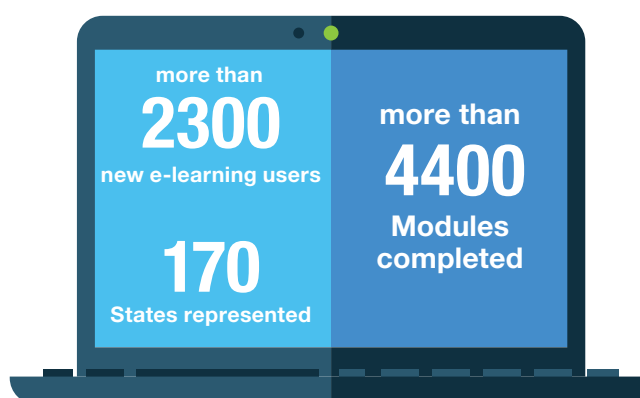 more than
2300
new e-learning users
170
States represented
more than
4400
Modules
completed